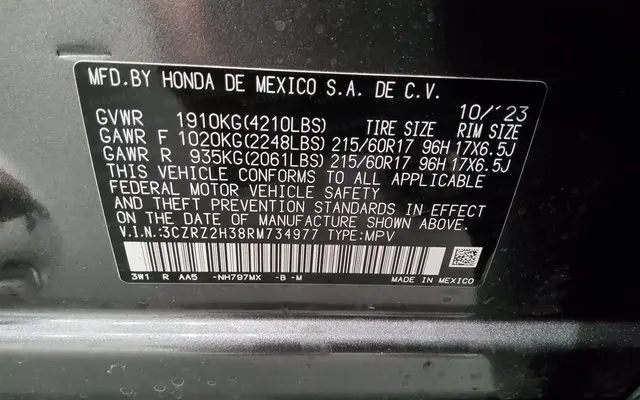 MFD.BY HONDA DE MEXICO S.A. DE C.V.
10/'23
GVWR 1910KG(4210LBS) TIRE SIZE RIM SIZE
GAWR F 1020KG(2248LBS) 215/60R17 96H 17X6.5J
GAWR R 935KG(2061LBS) 215/60R17 96H 17X6.5J
THIS VEHICLE CONFORMS TO ALL APPLICABLE
FEDERAL MOTOR VEHICLE SAFETY
AND THEFT PREVENTION STANDARDS IN EFFECT
ON THE DATE OF MANUFACTURE SHOWN ABOVE.
V.I.N.:3CZRZ2H38RM734977 TYPE:MPV
3W1 R AA5 -NH797MX -B -M MADE IN MEXICO